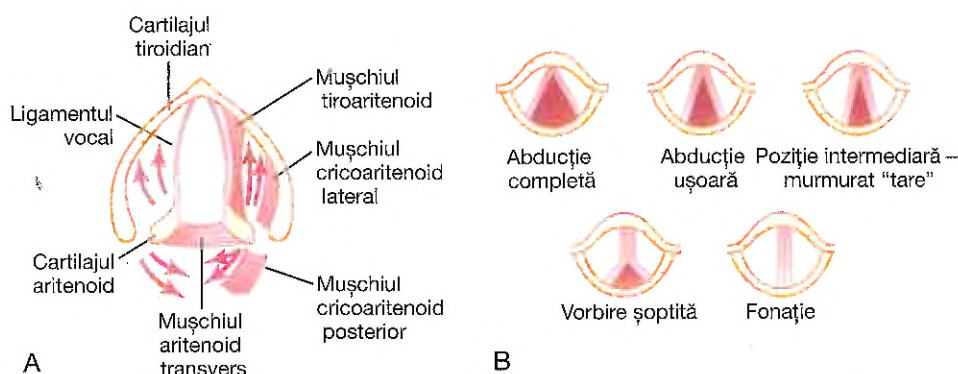 Cartilajul
tiroidian
Ligamentul
vocal
Mușchiul
tiroaritenoid
Mușchiul
cricoaritenoid
lateral
Cartilajul
aritenoid
Mușchiul
aritenoid
transvers
Mușchiul
cricoaritenoid
posterior
A
Abducție
completă
Abducție
ușoară
Poziție intermediară –
murmurat “tare”
Vorbire șoptită
Fonație
B